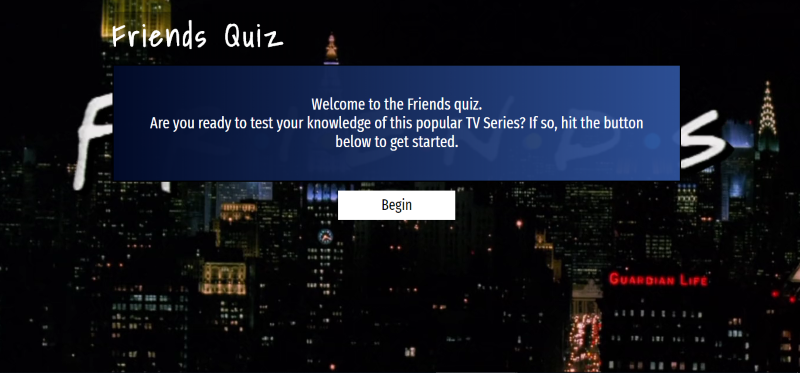 Friends Quiz
Welcome to the Friends quiz.
Are you ready to test your knowledge of this popular TV Series? If so, hit the button
below to get started.
Begin
GUARDIAN LIFE